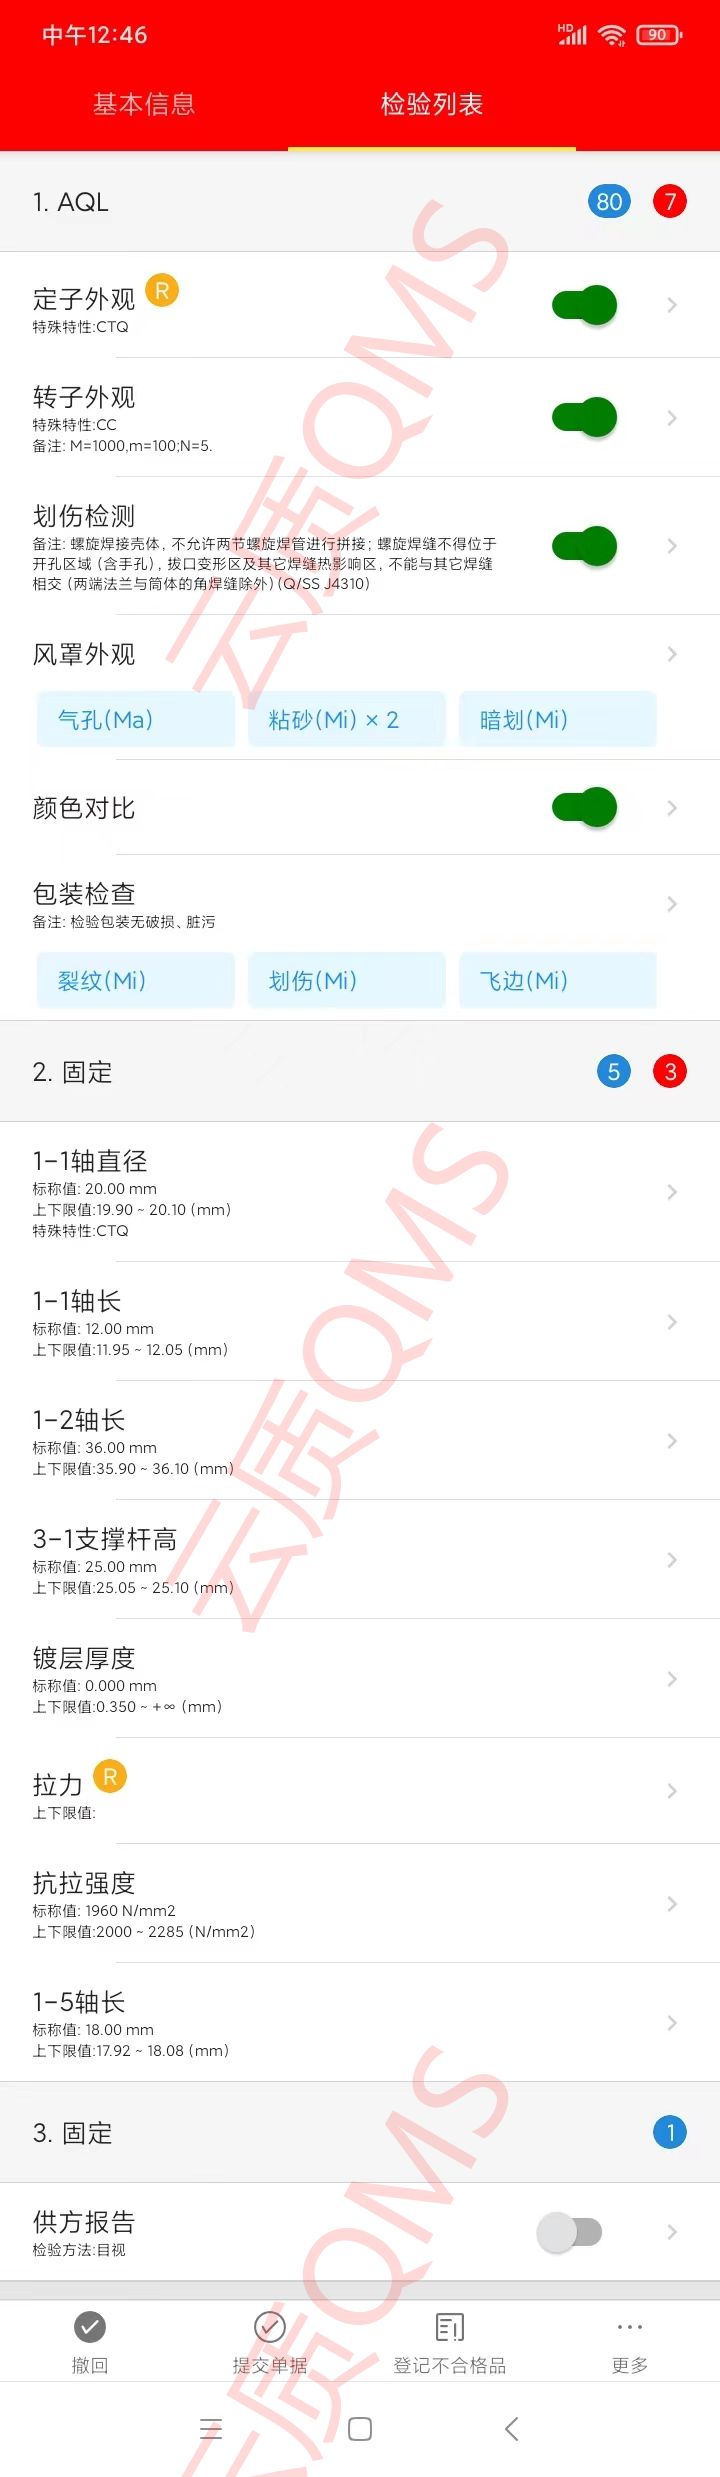 中午12:46
HD
90
基本信息
检验列表
1. AQL
80
7
定子外观
R
特殊特性:CTQ
转子外观
特殊特性:CC
备注: M=1000,m=100;N=5.
划伤检测
备注: 螺旋焊接壳体, 不允许两节螺旋焊管进行拼接; 螺旋焊缝不得位于
开孔区域 (含手孔) , 拔口变形区及其它焊缝热影响区, 不能与其它焊缝
相交 (两端法兰与筒体的角焊缝除外) (Q/SS J4310)
风罩外观
气孔(Ma)
粘砂(Mi) × 2
暗划(Mi)
颜色对比
包装检查
备注: 检验包装无破损、脏污
裂纹(Mi)
划伤(Mi)
飞边(Mi)
2. 固定
5
3
1-1轴直径
标称值: 20.00 mm
上下限值:19.90 ~ 20.10 (mm)
特殊特性:CTQ
1-1轴长
标称值: 12.00 mm
上下限值:11.95 ~ 12.05 (mm)
1-2轴长
标称值: 36.00 mm
上下限值:35.90 ~ 36.10 (mm)
3-1支撑杆高
标称值: 25.00 mm
上下限值:25.05 ~ 25.10 (mm)
镀层厚度
标称值: 0.000 mm
上下限值:0.350 ~ +∞ (mm)
拉力
R
上下限值:
抗拉强度
标称值: 1960 N/mm2
上下限值:2000 ~ 2285 (N/mm2)
1-5轴长
标称值: 18.00 mm
上下限值:17.92 ~ 18.08 (mm)
3. 固定
1
供方报告
检验方法:目视
撤回
提交单据
登记不合格品
更多
云质QMS
云质QMS
云质QMS